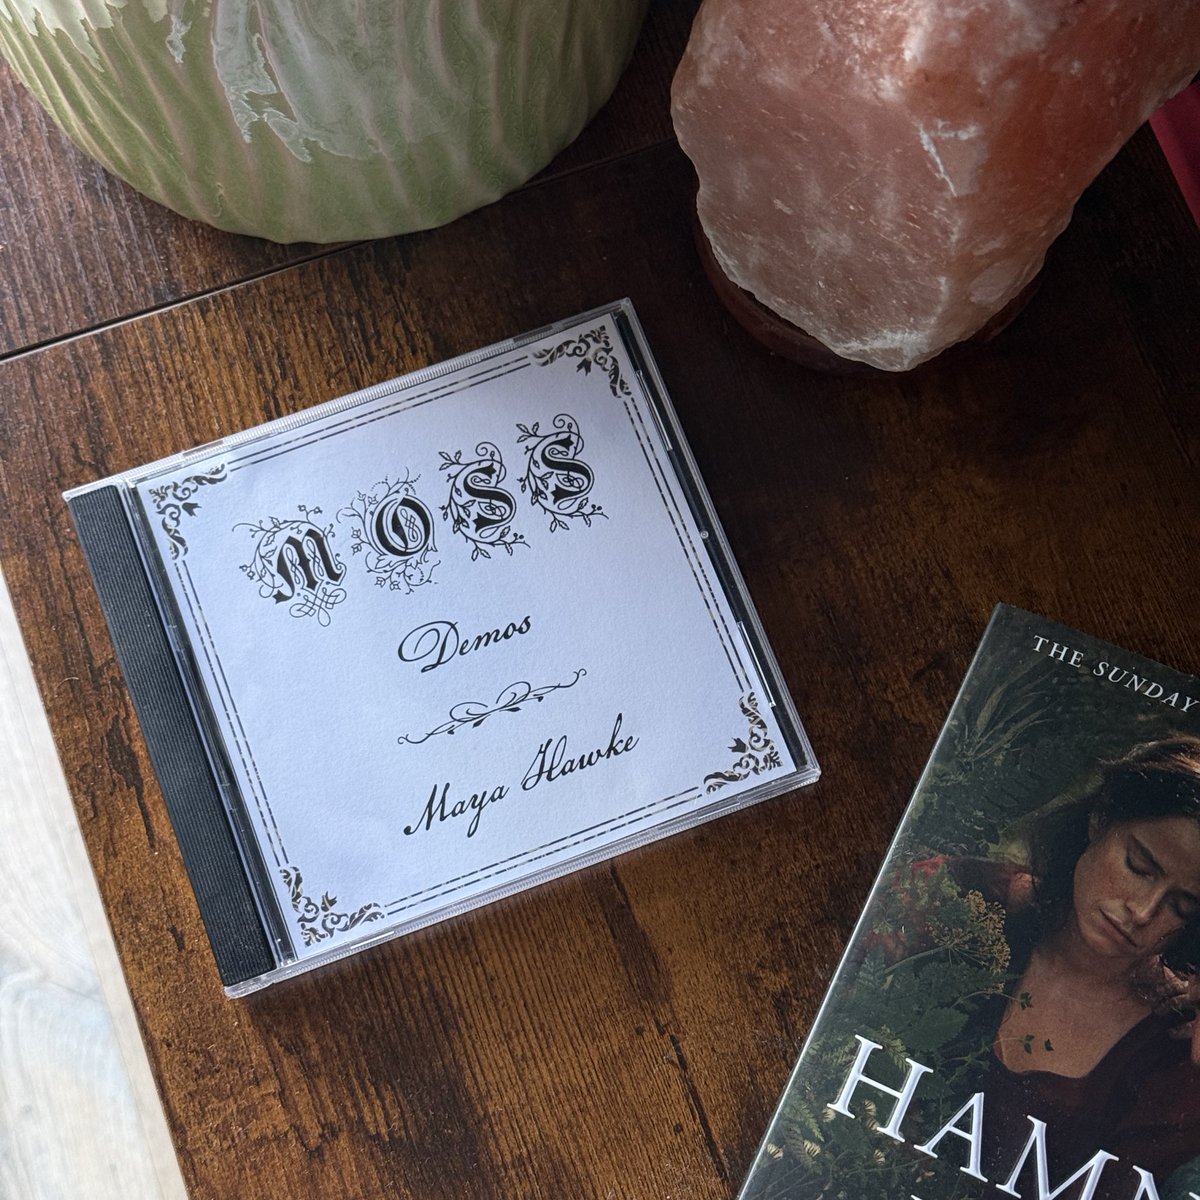 MOSS
Demos
Maya Hawke
THE SUNDAY
HAMN